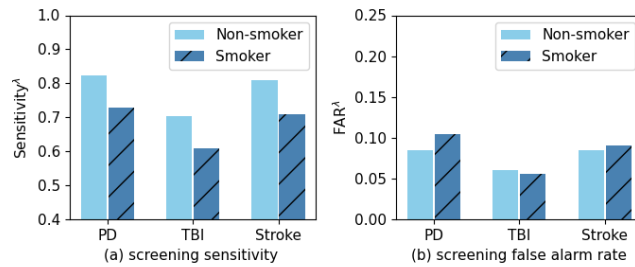 1.0
0.9
0.8
0.7
0.6
0.5
0.4
Sensitivity^λ
Non-smoker
Smoker
PD TBI Stroke
(a) screening sensitivity
0.25
0.20
0.15
0.10
0.05
0.00
FAR^λ
Non-smoker
Smoker
PD TBI Stroke
(b) screening false alarm rate